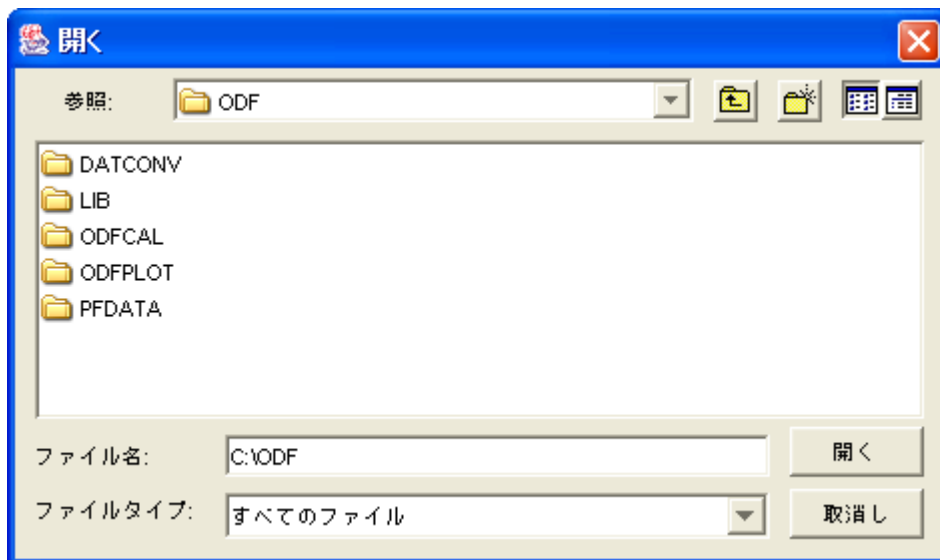 開く
参照: ODF
DATCONV
LIB
ODFCAL
ODFPLOT
PFDATA
ファイル名: C:\ODF 開く
ファイルタイプ: すべてのファイル 取消し